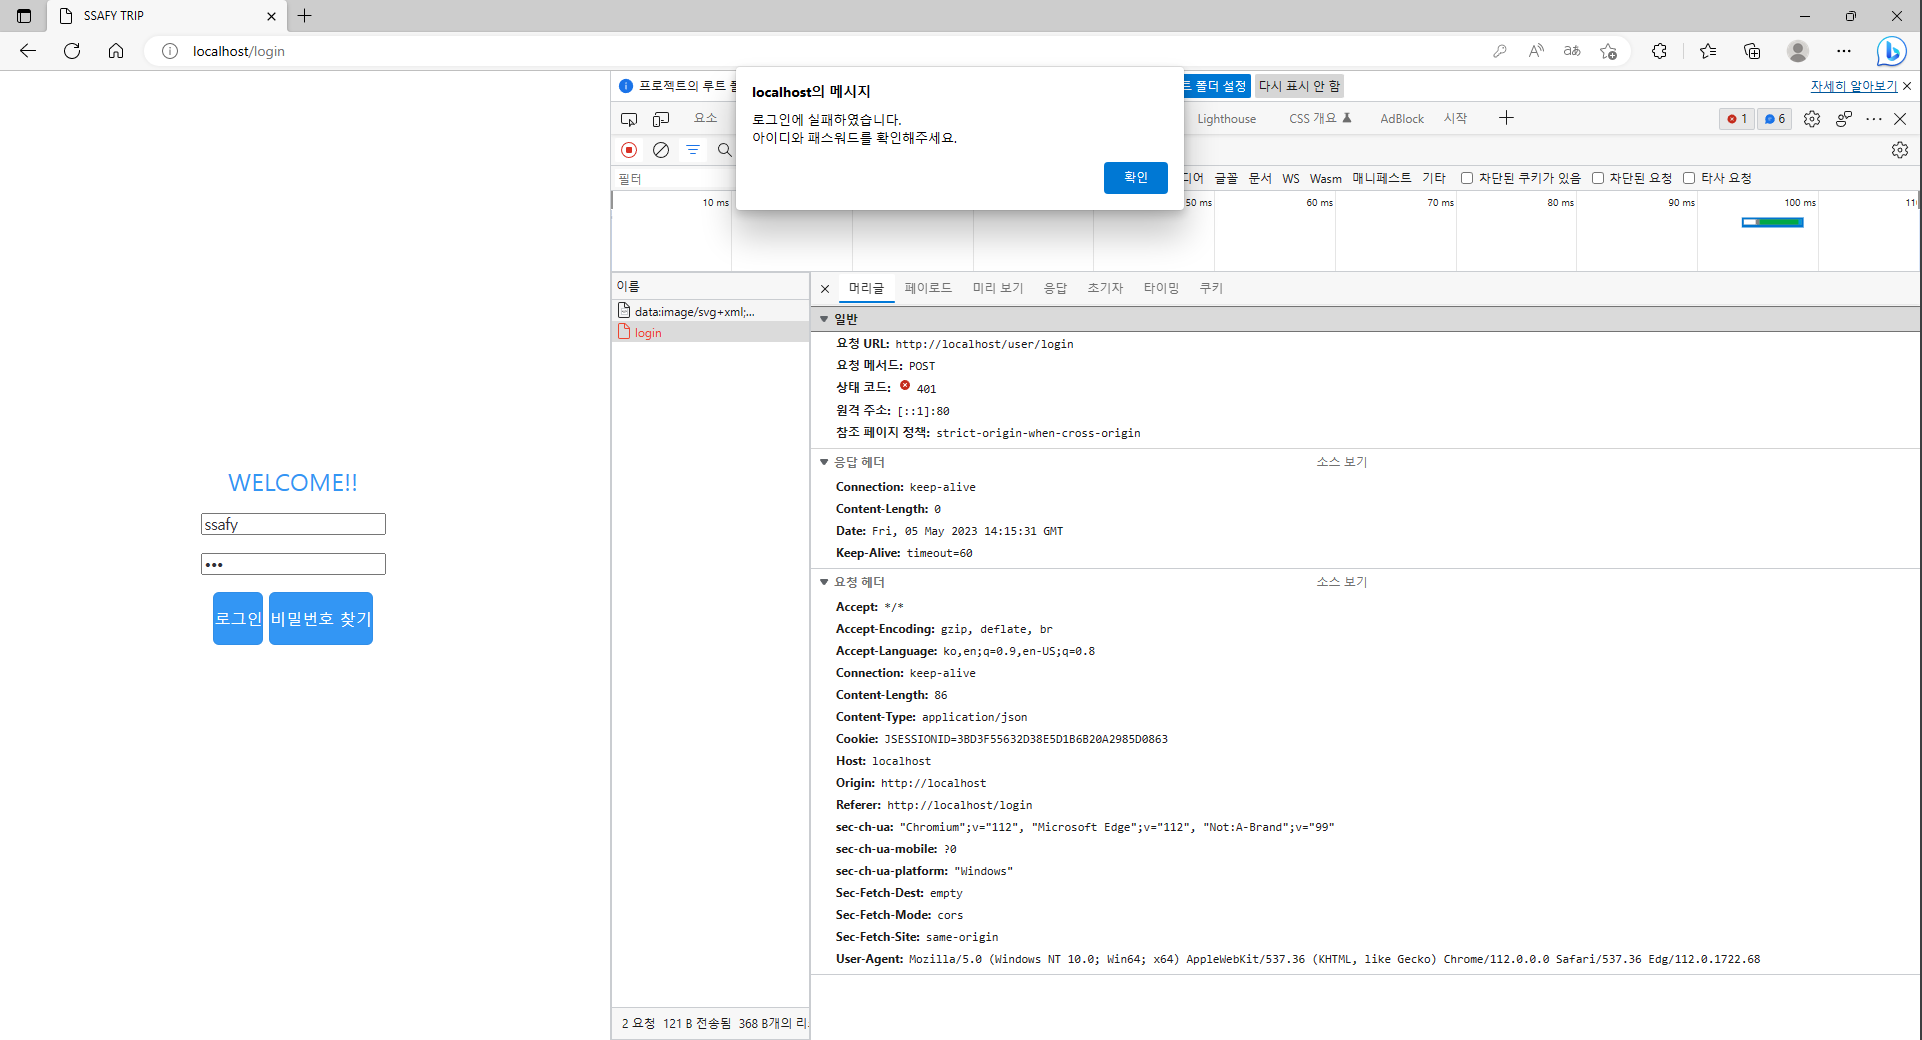 SSAFY TRIP
localhost/login
프로젝트의 루트
트 폴더 설정
다시 표시 안 함
자세히 알아보기
localhost의 메시지
로그인에 실패하였습니다.
아이디와 패스워드를 확인해주세요.
확인
요소
Lighthouse
CSS 개요
AdBlock
시작
1
6
필터
디어
글꼴
문서
WS
Wasm
매니페스트
기타
차단된 쿠키가 있음
차단된 요청
타사 요청
10 ms
50 ms
60 ms
70 ms
80 ms
90 ms
100 ms
이름
data:image/svg+xml;...
login
머리글
페이로드
미리 보기
응답
초기자
타이밍
쿠키
일반
요청 URL: http://localhost/user/login
요청 메서드: POST
상태 코드: 401
원격 주소: [::1]:80
참조 페이지 정책: strict-origin-when-cross-origin
응답 헤더
소스 보기
Connection: keep-alive
Content-Length: 0
Date: Fri, 05 May 2023 14:15:31 GMT
Keep-Alive: timeout=60
요청 헤더
소스 보기
Accept: */*
Accept-Encoding: gzip, deflate, br
Accept-Language: ko,en;q=0.9,en-US;q=0.8
Connection: keep-alive
Content-Length: 86
Content-Type: application/json
Cookie: JSESSIONID=3BD3F55632D38E5D1B6B20A2985D0863
Host: localhost
Origin: http://localhost
Referer: http://localhost/login
sec-ch-ua: "Chromium";v="112", "Microsoft Edge";v="112", "Not:A-Brand";v="99"
sec-ch-ua-mobile: ?0
sec-ch-ua-platform: "Windows"
Sec-Fetch-Dest: empty
Sec-Fetch-Mode: cors
Sec-Fetch-Site: same-origin
User-Agent: Mozilla/5.0 (Windows NT 10.0; Win64; x64) AppleWebKit/537.36 (KHTML, like Gecko) Chrome/112.0.0.0 Safari/537.36 Edg/112.0.1722.68
2 요청 121 B 전송됨 368 B개의 리
WELCOME!!
ssafy
•••
로그인
비밀번호 찾기